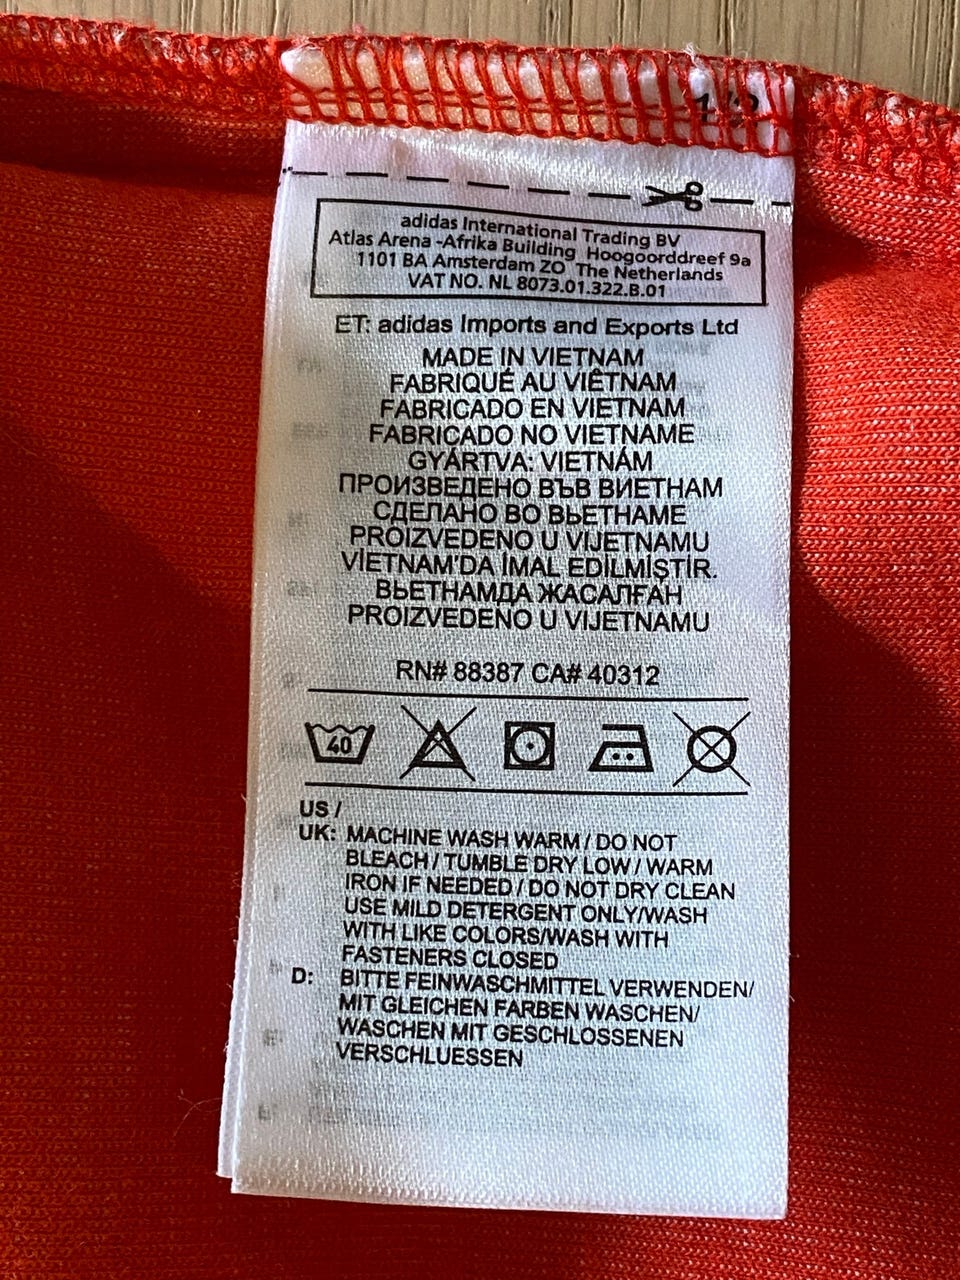 1/2
adidas International Trading BV
Atlas Arena -Afrika Building Hoogoorddreef 9a
1101 BA Amsterdam ZO The Netherlands
VAT NO. NL 8073.01.322.B.01
ET: adidas Imports and Exports Ltd
MADE IN VIETNAM
FABRIQUÉ AU VIÊTNAM
FABRICADO EN VIETNAM
FABRICADO NO VIETNAME
GYÁRTVA: VIETNÁM
ПРОИЗВЕДЕНО ВЪВ ВИЕТНАМ
СДЕЛАНО ВО ВЬЕТНАМЕ
PROIZVEDENO U VIJETNAMU
VİETNAM'DA İMAL EDİLMİŞTİR.
ВЬЕТНАМДА ЖАСАЛҒАН
PROIZVEDENO U VIJETNAMU
RN# 88387 CA# 40312
40
US /
UK: MACHINE WASH WARM / DO NOT
BLEACH / TUMBLE DRY LOW / WARM
IRON IF NEEDED / DO NOT DRY CLEAN
USE MILD DETERGENT ONLY/WASH
WITH LIKE COLORS/WASH WITH
FASTENERS CLOSED
D: BITTE FEINWASCHMITTEL VERWENDEN/
MIT GLEICHEN FARBEN WASCHEN/
WASCHEN MIT GESCHLOSSENEN
VERSCHLUESSEN